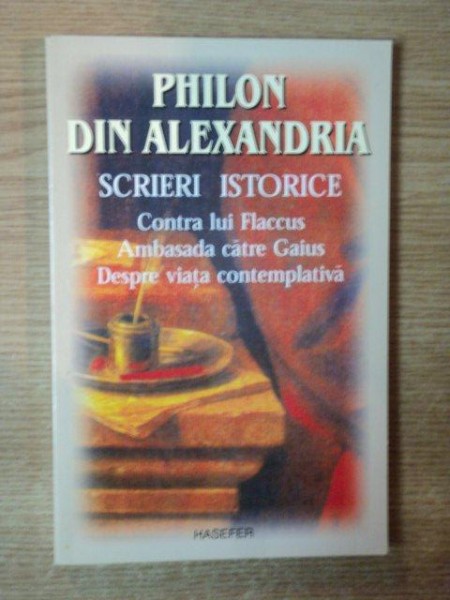 PHILON
DIN ALEXANDRIA
SCRIERI ISTORICE
Contra lui Flaccus
Ambasada către Gaius
Despre viața contemplativă
HASEFER